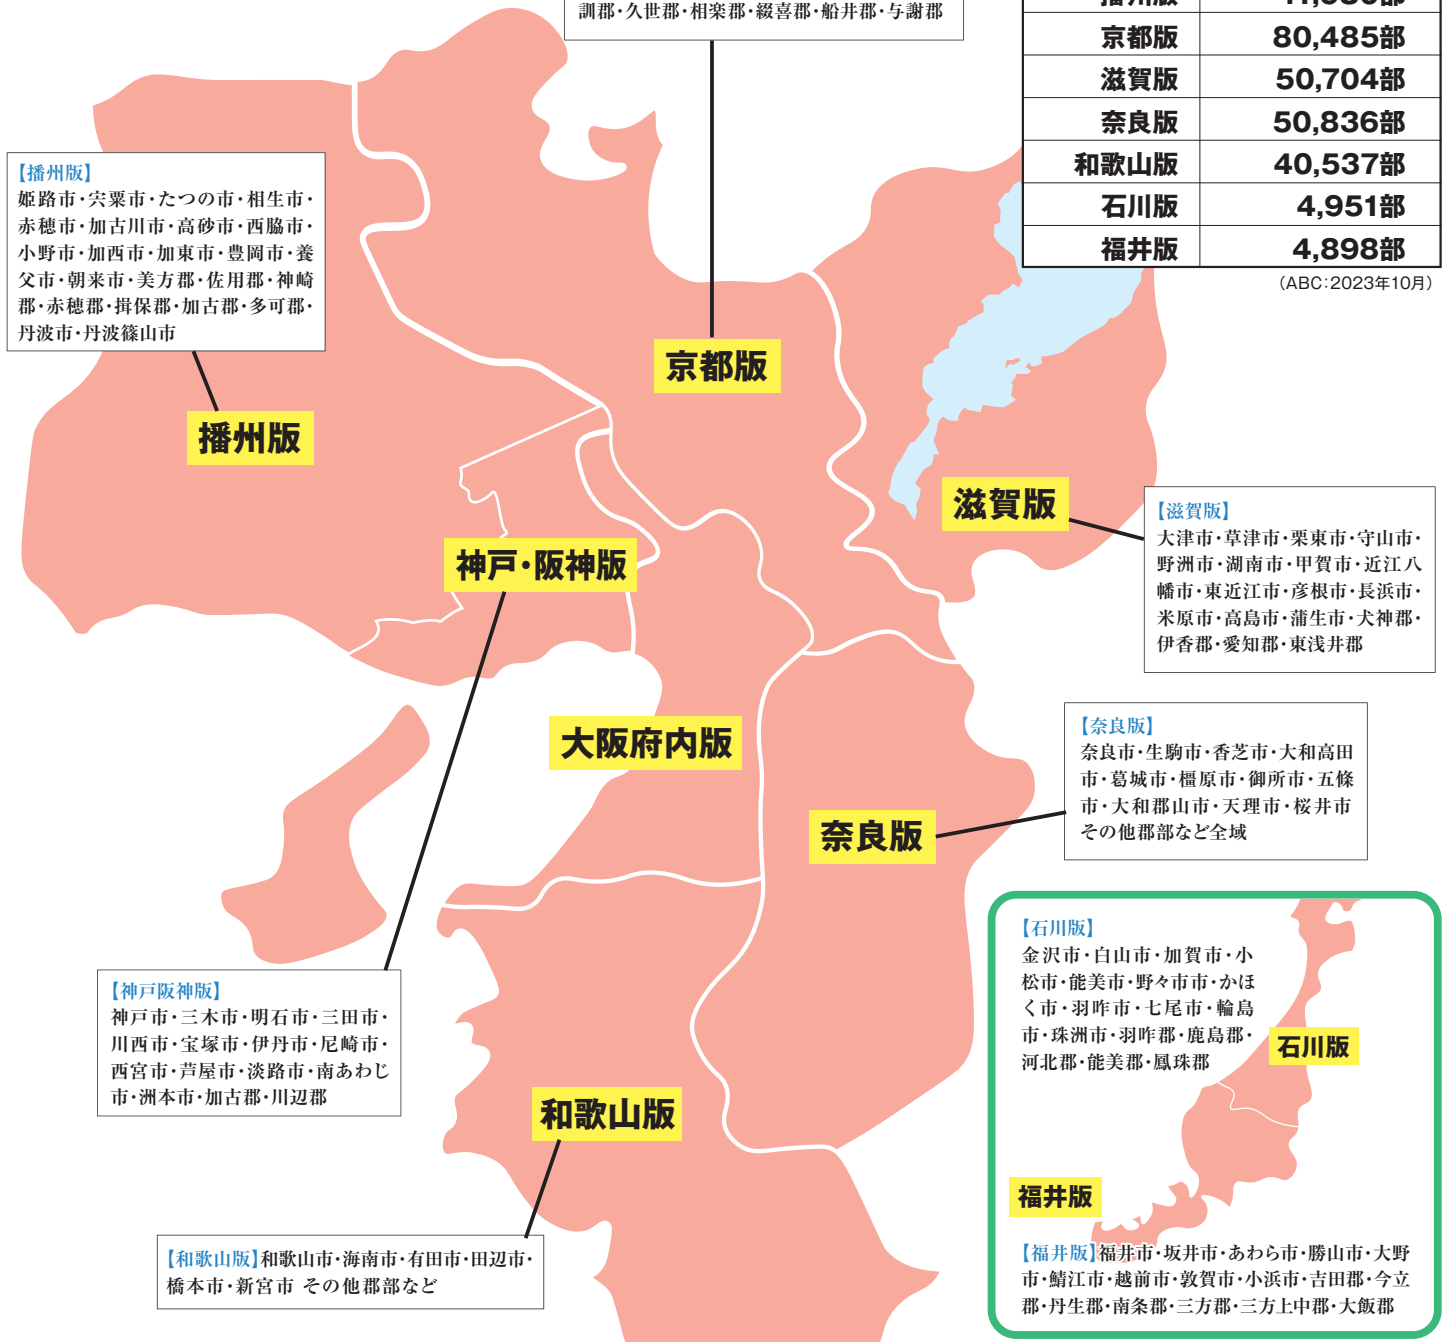 訓郡・久世郡・相楽郡・綴喜郡・船井郡・与謝郡
京都版 80,485部
滋賀版 50,704部
奈良版 50,836部
和歌山版 40,537部
石川版 4,951部
福井版 4,898部
（ABC：2023年10月）
【播州版】
姫路市・宍粟市・たつの市・相生市・
赤穂市・加古川市・高砂市・西脇市・
小野市・加西市・加東市・豊岡市・養
父市・朝来市・美方郡・佐用郡・神崎
郡・赤穂郡・揖保郡・加古郡・多可郡・
丹波市・丹波篠山市
京都版
播州版
滋賀版
【滋賀版】
大津市・草津市・栗東市・守山市・
野洲市・湖南市・甲賀市・近江八
幡市・東近江市・彦根市・長浜市・
米原市・高島市・蒲生市・犬神郡・
伊香郡・愛知郡・東浅井郡
神戸・阪神版
大阪府内版
【奈良版】
奈良市・生駒市・香芝市・大和高田
市・葛城市・橿原市・御所市・五條
市・大和郡山市・天理市・桜井市
その他郡部など全域
奈良版
【神戸阪神版】
神戸市・三木市・明石市・三田市・
川西市・宝塚市・伊丹市・尼崎市・
西宮市・芦屋市・淡路市・南あわじ
市・洲本市・加古郡・川辺郡
【石川版】
金沢市・白山市・加賀市・小
松市・能美市・野々市市・かほ
く市・羽咋市・七尾市・輪島
市・珠洲市・羽咋郡・鹿島郡・
河北郡・能美郡・鳳珠郡
石川版
和歌山版
福井版
【和歌山版】和歌山市・海南市・有田市・田辺市・
橋本市・新宮市 その他郡部など
【福井版】福井市・坂井市・あわら市・勝山市・大野
市・鯖江市・越前市・敦賀市・小浜市・吉田郡・今立
郡・丹生郡・南条郡・三方郡・三方上中郡・大飯郡